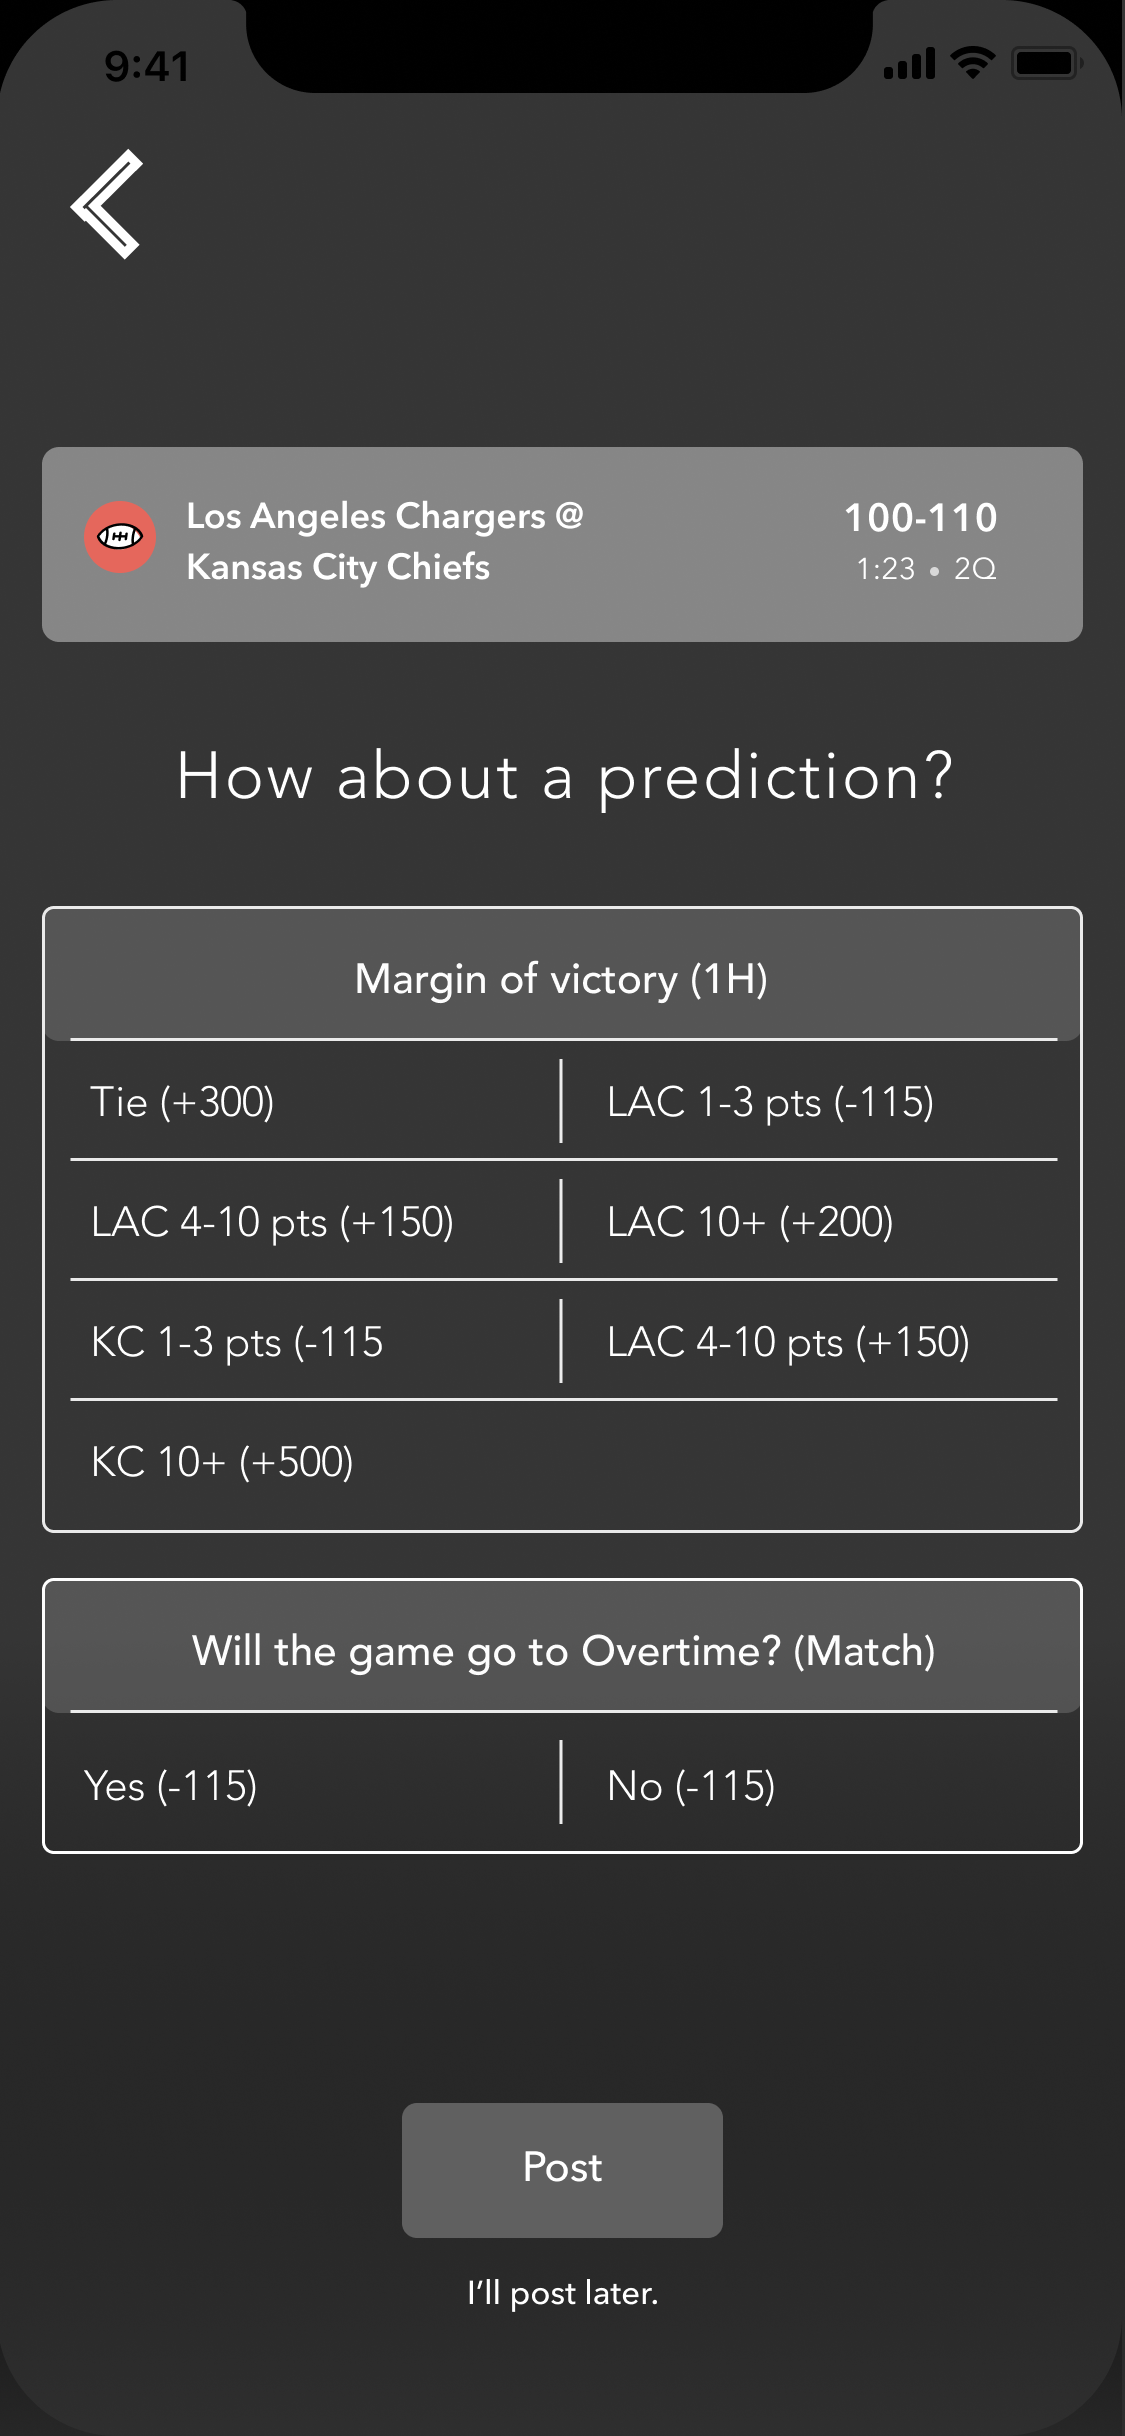 9:41
Los Angeles Chargers @
Kansas City Chiefs
100-110
1:23 • 2Q
How about a prediction?
Margin of victory (1H)
Tie (+300)
LAC 1-3 pts (-115)
LAC 4-10 pts (+150)
LAC 10+ (+200)
KC 1-3 pts (-115
LAC 4-10 pts (+150)
KC 10+ (+500)
Will the game go to Overtime? (Match)
Yes (-115)
No (-115)
Post
I’ll post later.